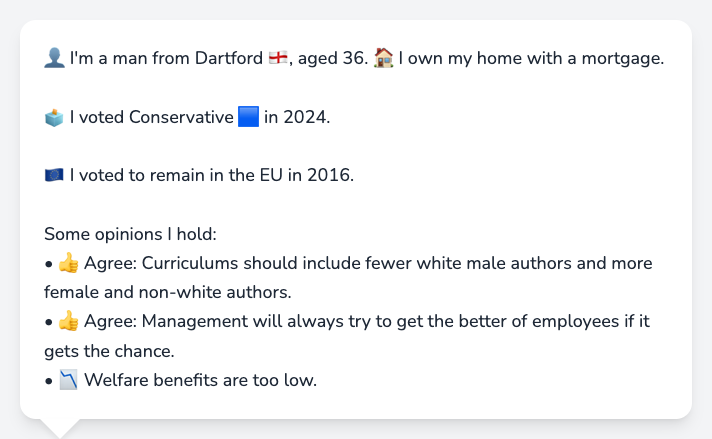 👤 I'm a man from Dartford 🏴󠁧󠁢󠁥󠁮󠁧󠁿, aged 36. 🏠 I own my home with a mortgage.
🗳️ I voted Conservative 🟦 in 2024.
🇪🇺 I voted to remain in the EU in 2016.
Some opinions I hold:
• 👍 Agree: Curriculums should include fewer white male authors and more
female and non-white authors.
• 👍 Agree: Management will always try to get the better of employees if it
gets the chance.
• 📉 Welfare benefits are too low.